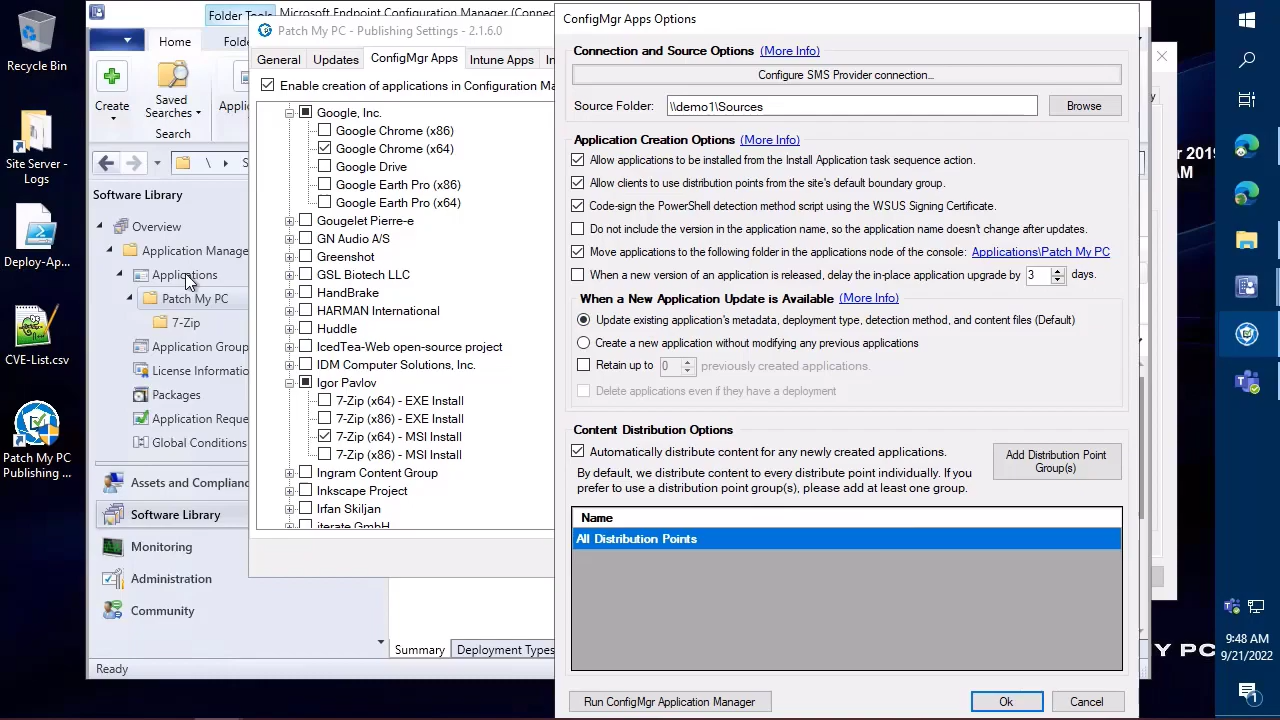 Recycle Bin
Site Server - Logs
Deploy-Ap...
CVE-List.csv
Patch My PC Publishing ...
Folder Tools
Microsoft Endpoint Configuration Manager (Connec
Home
Folde
Create
Saved Searches
Search
\
Software Library
Overview
Application Manage
Applications
Patch My PC
7-Zip
Application Group
License Informatio
Packages
Application Reque
Global Conditions
Assets and Complianc
Software Library
Monitoring
Administration
Community
Ready
Summary
Deployment Types
Patch My PC - Publishing Settings - 2.1.6.0
General
Updates
ConfigMgr Apps
Intune Apps
In
Enable creation of applications in Configuration Ma
Google, Inc.
Google Chrome (x86)
Google Chrome (x64)
Google Drive
Google Earth Pro (x86)
Google Earth Pro (x64)
Gougelet Pierre-e
GN Audio A/S
Greenshot
GSL Biotech LLC
HandBrake
HARMAN International
Huddle
IcedTea-Web open-source project
IDM Computer Solutions, Inc.
Igor Pavlov
7-Zip (x64) - EXE Install
7-Zip (x86) - EXE Install
7-Zip (x64) - MSI Install
7-Zip (x86) - MSI Install
Ingram Content Group
Inkscape Project
Irfan Skiljan
iterate GmbH
ConfigMgr Apps Options
Connection and Source Options (More Info)
Configure SMS Provider connection...
Source Folder: \\demo1\Sources
Browse
Application Creation Options (More Info)
Allow applications to be installed from the Install Application task sequence action.
Allow clients to use distribution points from the site's default boundary group.
Code-sign the PowerShell detection method script using the WSUS Signing Certificate.
Do not include the version in the application name, so the application name doesn't change after updates.
Move applications to the following folder in the applications node of the console: Applications\Patch My PC
When a new version of an application is released, delay the in-place application upgrade by 3 days.
When a New Application Update is Available (More Info)
Update existing application's metadata, deployment type, detection method, and content files (Default)
Create a new application without modifying any previous applications
Retain up to 0 previously created applications.
Delete applications even if they have a deployment
Content Distribution Options
Automatically distribute content for any newly created applications.
By default, we distribute content to every distribute point individually. If you
prefer to use a distribution point group(s), please add at least one group.
Add Distribution Point Group(s)
Name
All Distribution Points
Run ConfigMgr Application Manager
Ok
Cancel
2019
AM
Y PC
9:48 AM
9/21/2022
1